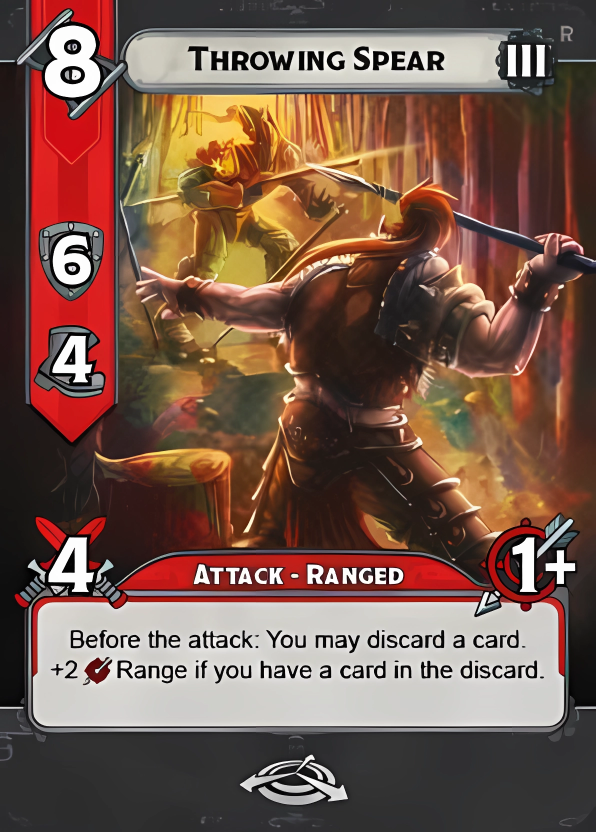 8
THROWING SPEAR
III
R
6
4
4
ATTACK - RANGED
1+
Before the attack: You may discard a card.
+2 Range if you have a card in the discard.